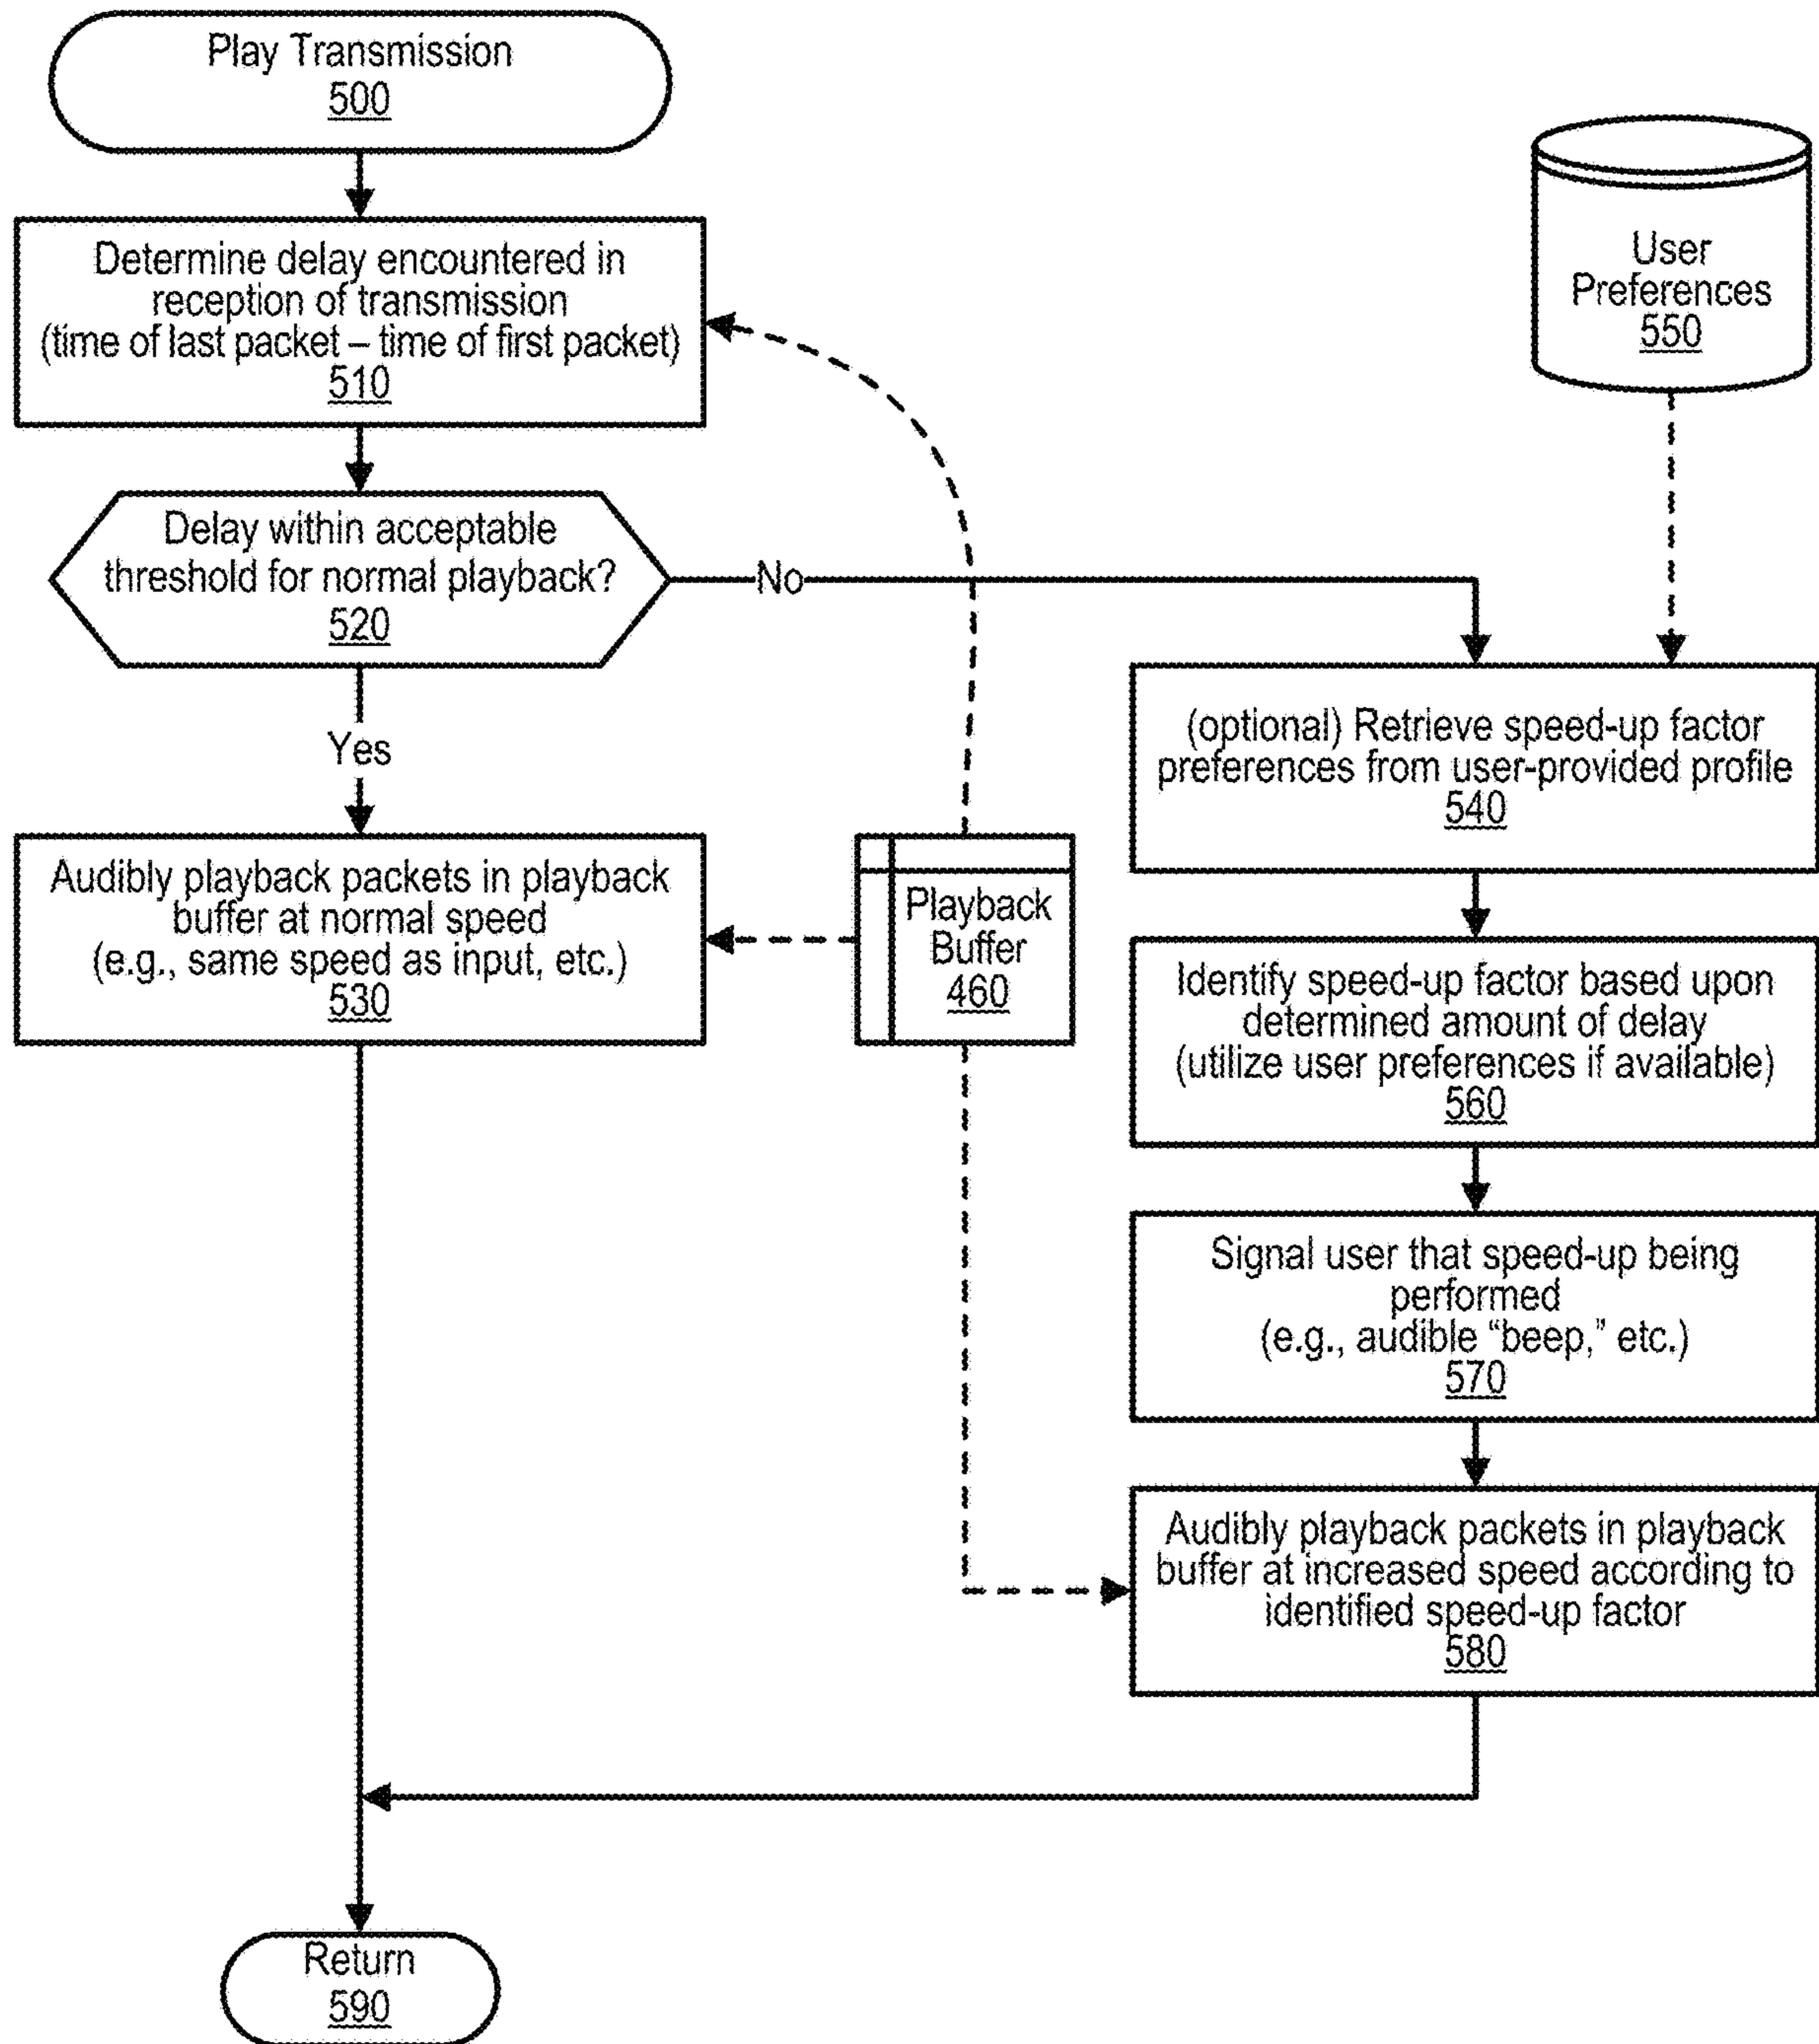 Play Transmission
500
Determine delay encountered in
reception of transmission
(time of last packet – time of first packet)
510
Delay within acceptable
threshold for normal playback?
520
No
Yes
Audibly playback packets in playback
buffer at normal speed
(e.g., same speed as input, etc.)
530
Playback
Buffer
460
User
Preferences
550
(optional) Retrieve speed-up factor
preferences from user-provided profile
540
Identify speed-up factor based upon
determined amount of delay
(utilize user preferences if available)
560
Signal user that speed-up being
performed
(e.g., audible “beep,” etc.)
570
Audibly playback packets in playback
buffer at increased speed according to
identified speed-up factor
580
Return
590